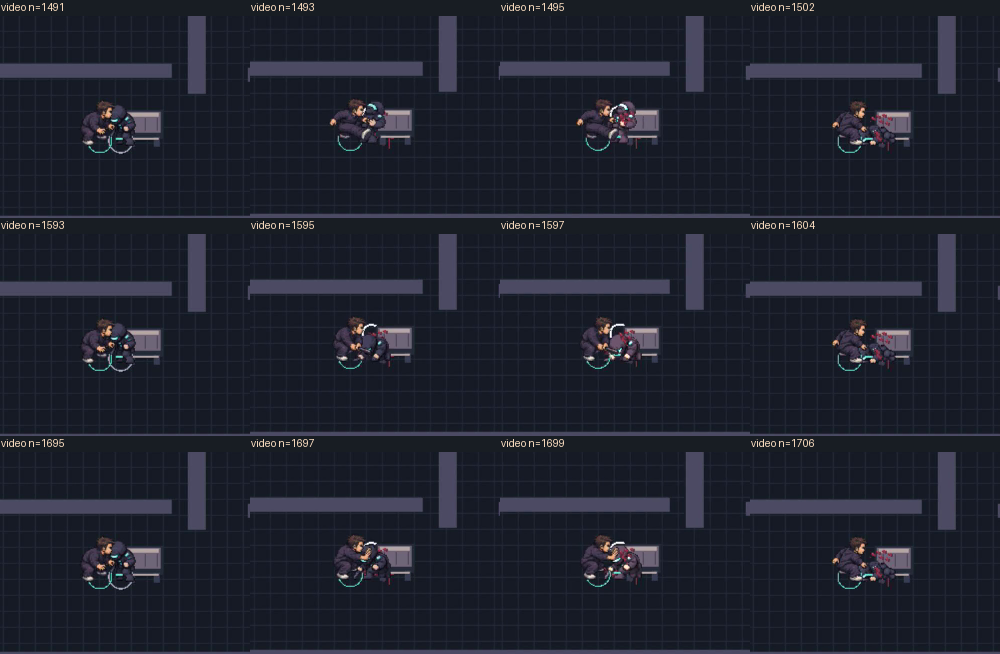 video n=1491
video n=1493
video n=1495
video n=1502
video n=1593
video n=1595
video n=1597
video n=1604
video n=1695
video n=1697
video n=1699
video n=1706